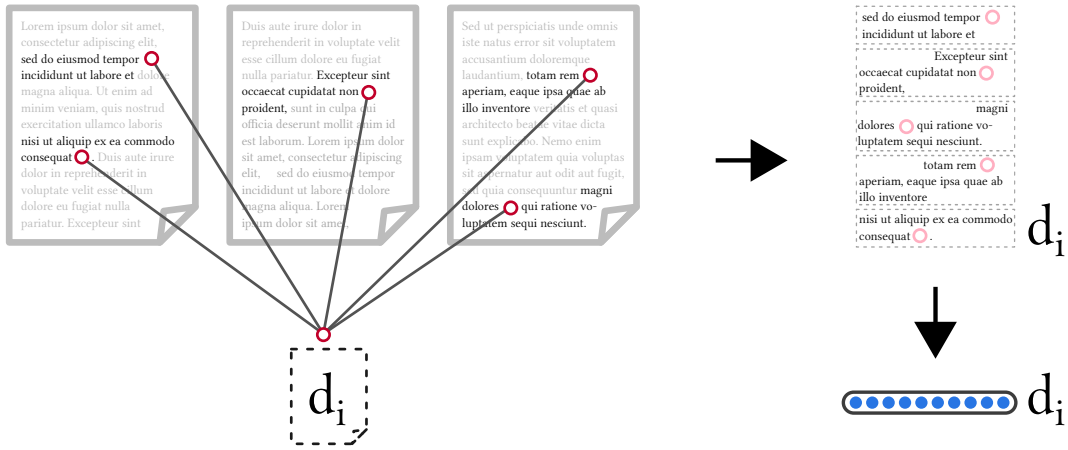 Lorem ipsum dolor sit amet,
consectetur adipiscing elit,
sed do eiusmod tempor
incididunt ut labore et dolore
magna aliqua. Ut enim ad
minim veniam, quis nostrud
exercitation ullamco laboris
nisi ut aliquip ex ea commodo
consequat . Duis aute irure
dolor in reprehenderit in
voluptate velit esse cillum
dolore eu fugiat nulla
pariatur. Excepteur sint
Duis aute irure dolor in
reprehenderit in voluptate velit
esse cillum dolore eu fugiat
nulla pariatur. Excepteur sint
occaecat cupidatat non
proident, sunt in culpa qui
officia deserunt mollit anim id
est laborum. Lorem ipsum dolor
sit amet, consectetur adipiscing
elit, sed do eiusmod tempor
incididunt ut labore et dolore
magna aliqua. Lorem
ipsum dolor sit amet,
Sed ut perspiciatis unde omnis
iste natus error sit voluptatem
accusantium doloremque
laudantium, totam rem
aperiam, eaque ipsa quae ab
illo inventore veritatis et quasi
architecto beatae vitae dicta
sunt explicabo. Nemo enim
ipsam voluptatem quia voluptas
sit aspernatur aut odit aut fugit,
sed quia consequuntur magni
dolores qui ratione vo-
luptatem sequi nesciunt.
di
sed do eiusmod tempor
incididunt ut labore et
Excepteur sint
occaecat cupidatat non
proident,
magni
dolores qui ratione vo-
luptatem sequi nesciunt.
totam rem
aperiam, eaque ipsa quae ab
illo inventore
nisi ut aliquip ex ea commodo
consequat .
di
di